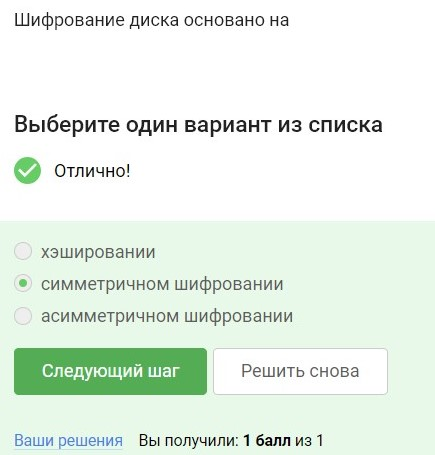 Шифрование диска основано на
Выберите один вариант из списка
Отлично!
хэшировании
симметричном шифровании
асимметричном шифровании
Следующий шаг Решить снова
Ваши решения Вы получили: 1 балл из 1